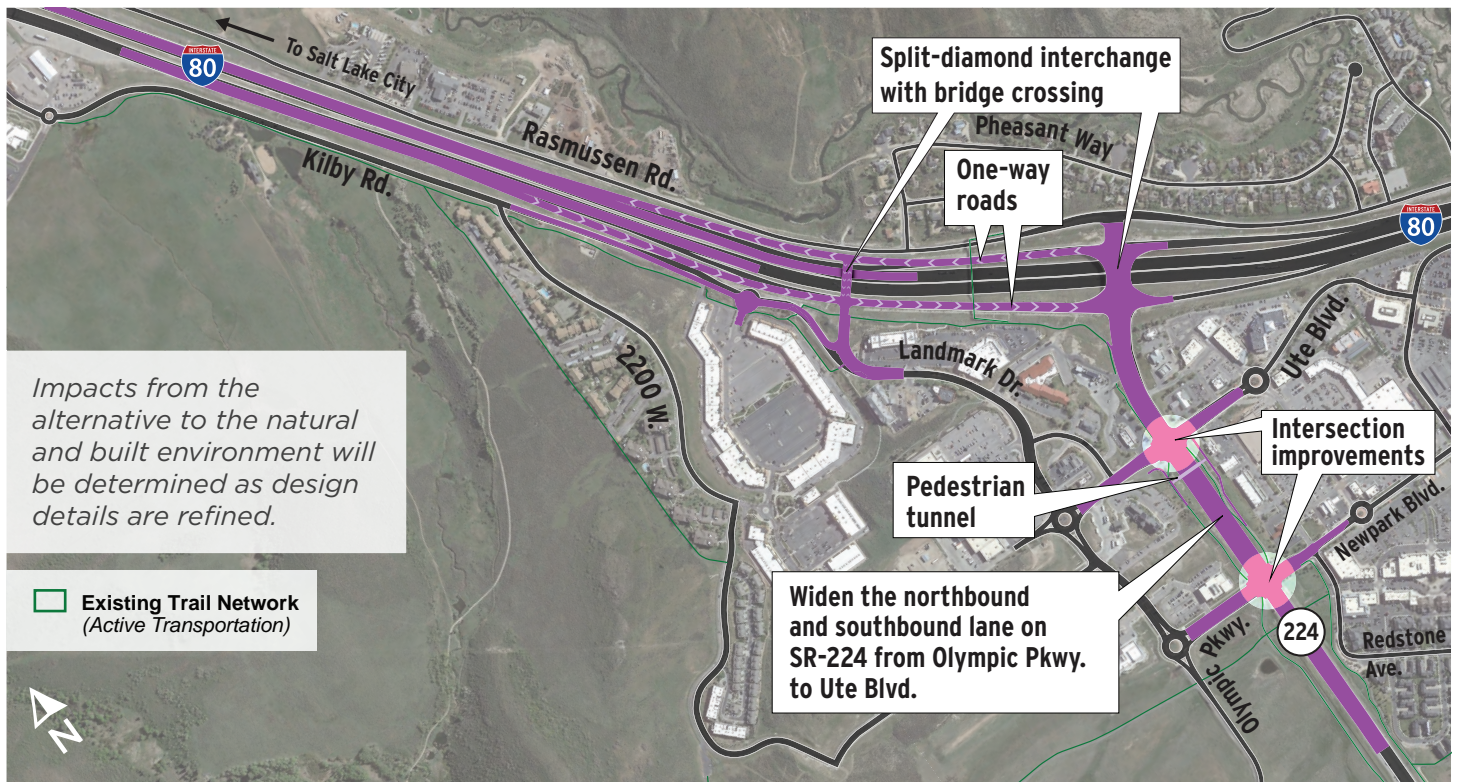 INTERSTATE
80
To Salt Lake City
Rasmussen Rd.
Kilby Rd.
Split-diamond interchange
with bridge crossing
Pheasant Way
One-way
roads
INTERSTATE
80
Ute Blvd.
Landmark Dr.
2200 W.
Impacts from the
alternative to the natural
and built environment will
be determined as design
details are refined.
Intersection
improvements
Pedestrian
tunnel
Newpark Blvd.
Existing Trail Network
(Active Transportation)
Widen the northbound
and southbound lane on
SR-224 from Olympic Pkwy.
to Ute Blvd.
Olympic Pkwy.
224
Redstone
Ave.
N